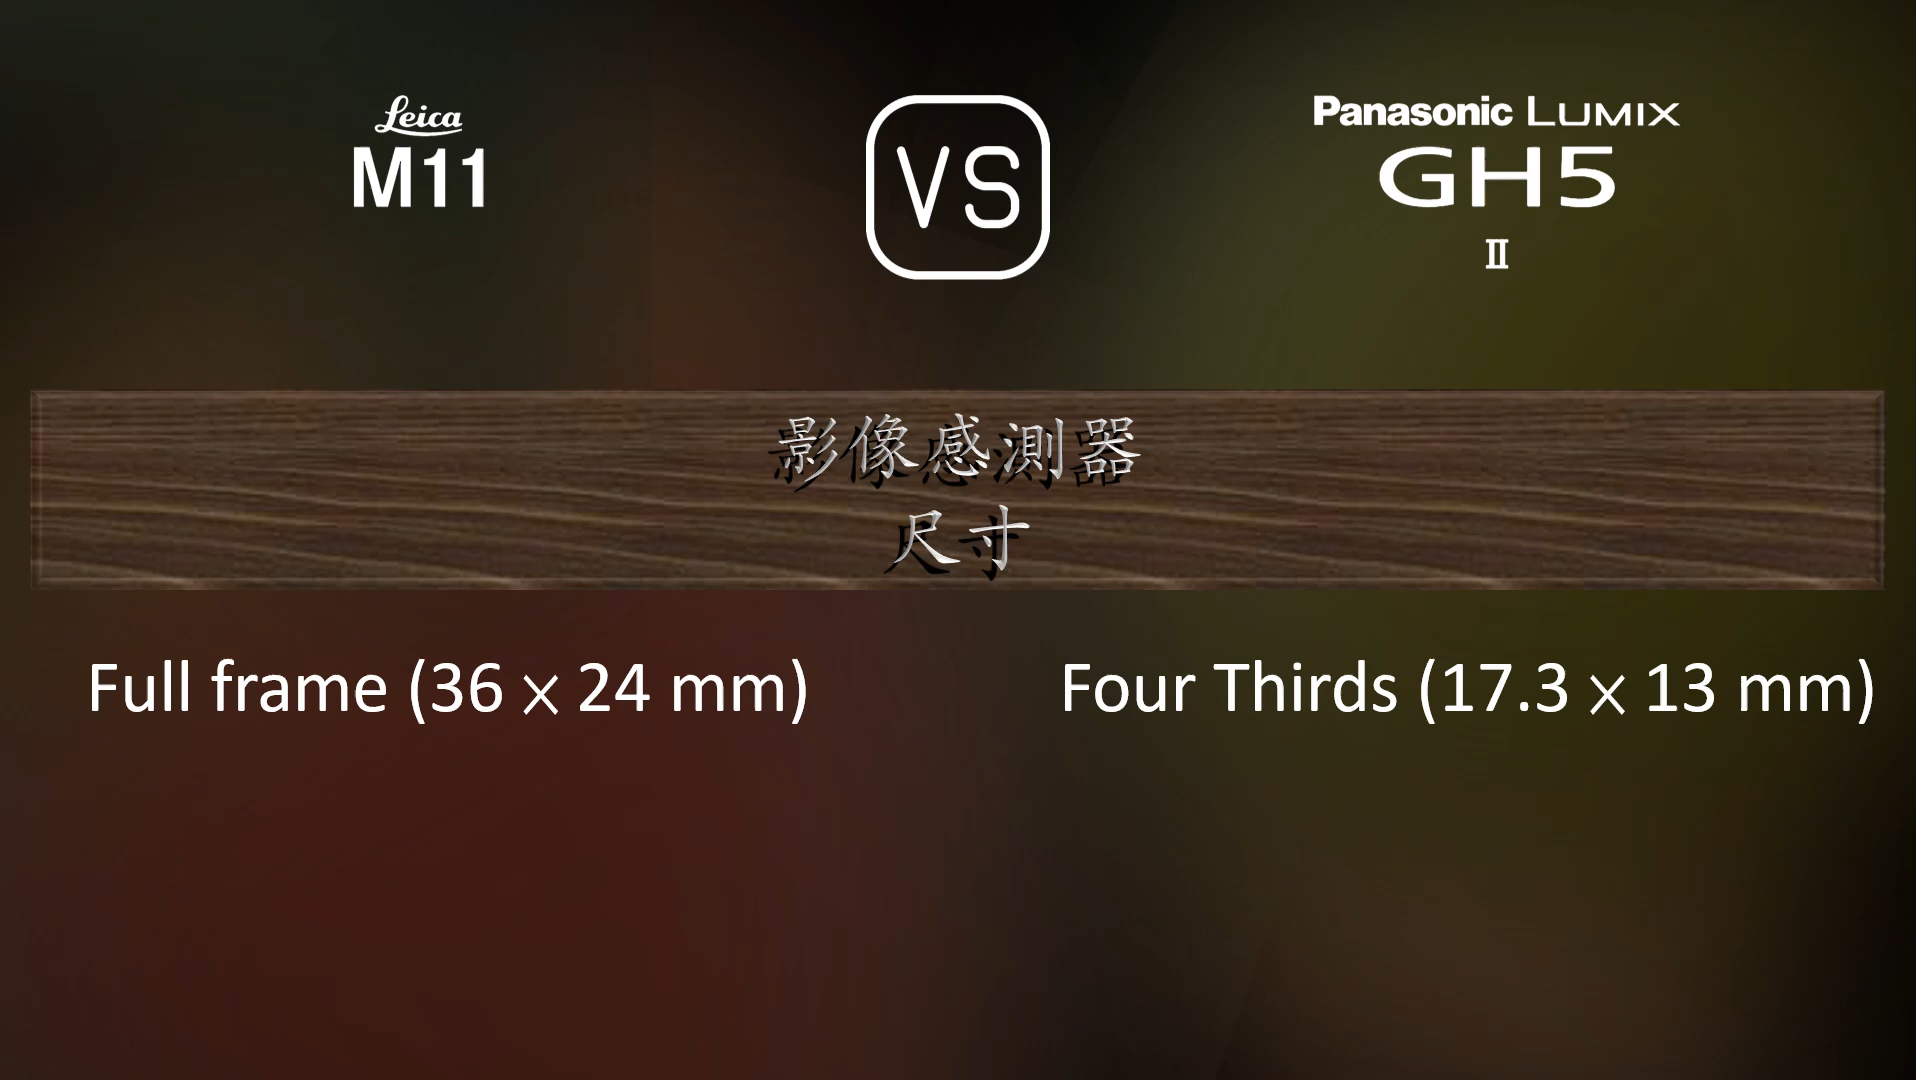 Leica
M11
VS
Panasonic LUMIX
GH5
II
影像感測器
尺寸
Full frame (36 x 24 mm)
Four Thirds (17.3 x 13 mm)